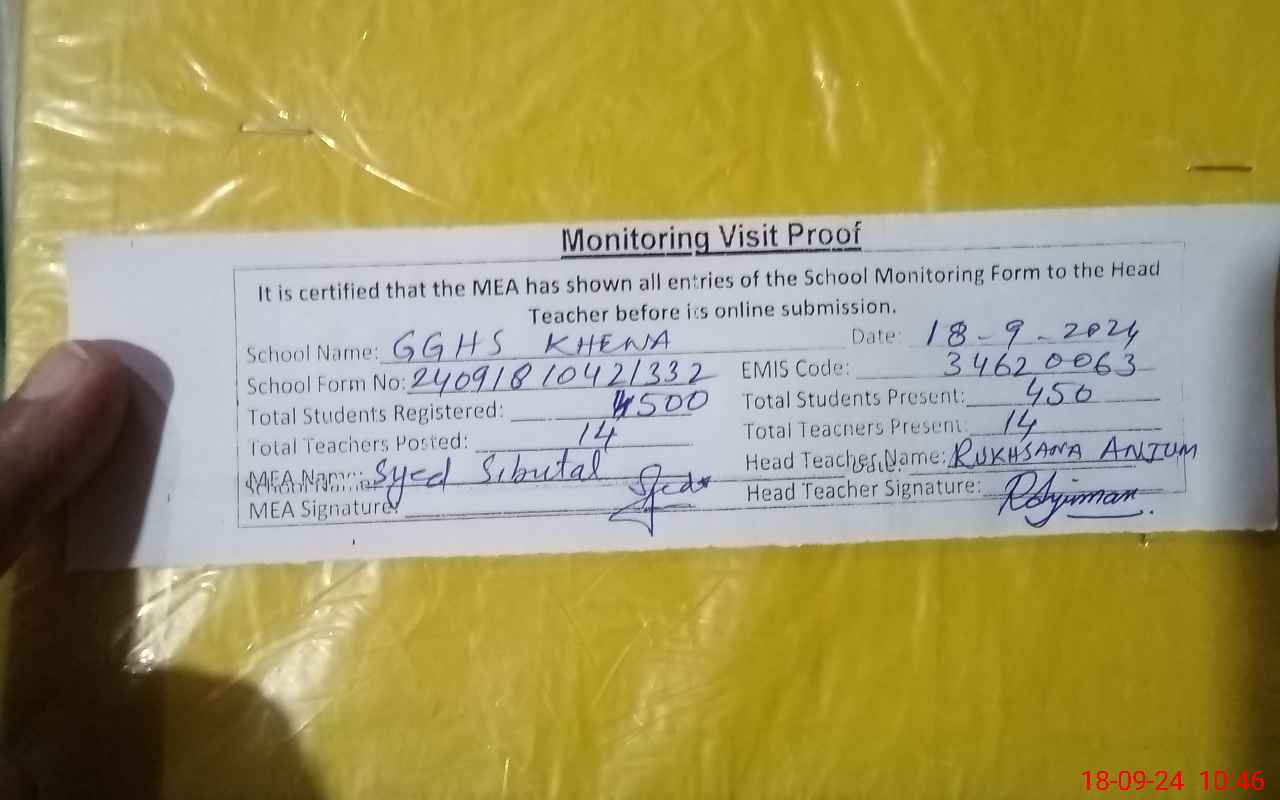 Monitoring Visit Proof
It is certified that the MEA has shown all entries of the School Monitoring Form to the Head
Teacher before its online submission.
School Name: GGHS KHENA Date: 18-9-2024
School Form No: 24091810421332 EMIS Code: 34620063
Total Students Registered: 500 Total Students Present: 450
Total Teachers Posted: 14 Total Teachers Present: 14
MEA Name: Syed Sibutal Head Teacher Name: RUKHSANA ANJUM
MEA Signature: Head Teacher Signature:
18-09-24 10:46